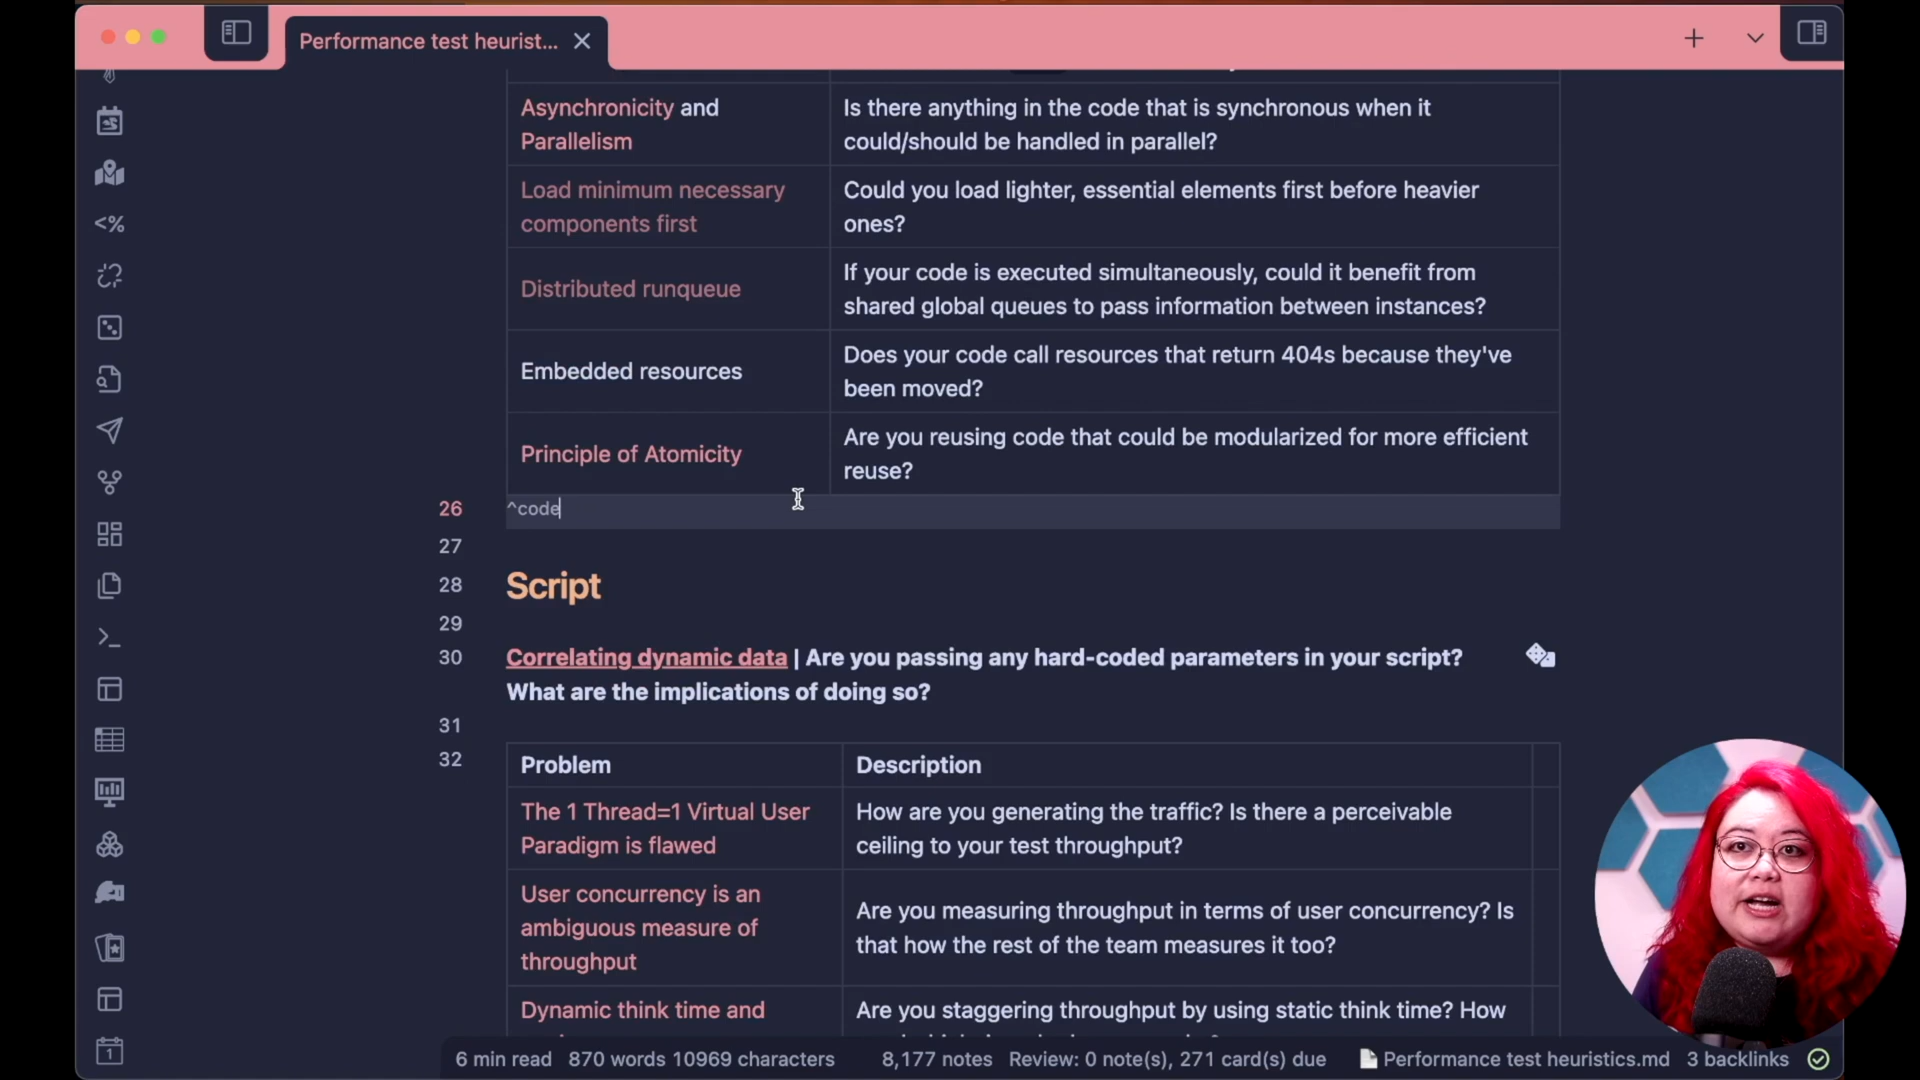 Performance test heurist...
Asynchronicity and
Parallelism
Is there anything in the code that is synchronous when it
could/should be handled in parallel?
Load minimum necessary
components first
Could you load lighter, essential elements first before heavier
ones?
Distributed runqueue
If your code is executed simultaneously, could it benefit from
shared global queues to pass information between instances?
Embedded resources
Does your code call resources that return 404s because they've
been moved?
Principle of Atomicity
Are you reusing code that could be modularized for more efficient
reuse?
26
^code
27
28
Script
29
30
Correlating dynamic data | Are you passing any hard-coded parameters in your script?
What are the implications of doing so?
31
32
Problem
Description
The 1 Thread=1 Virtual User
Paradigm is flawed
How are you generating the traffic? Is there a perceivable
ceiling to your test throughput?
User concurrency is an
ambiguous measure of
throughput
Are you measuring throughput in terms of user concurrency? Is
that how the rest of the team measures it too?
Dynamic think time and
Are you staggering throughput by using static think time? How
6 min read 870 words 10969 characters 8,177 notes Review: 0 note(s), 271 card(s) due Performance test heuristics.md 3 backlinks
<%
1